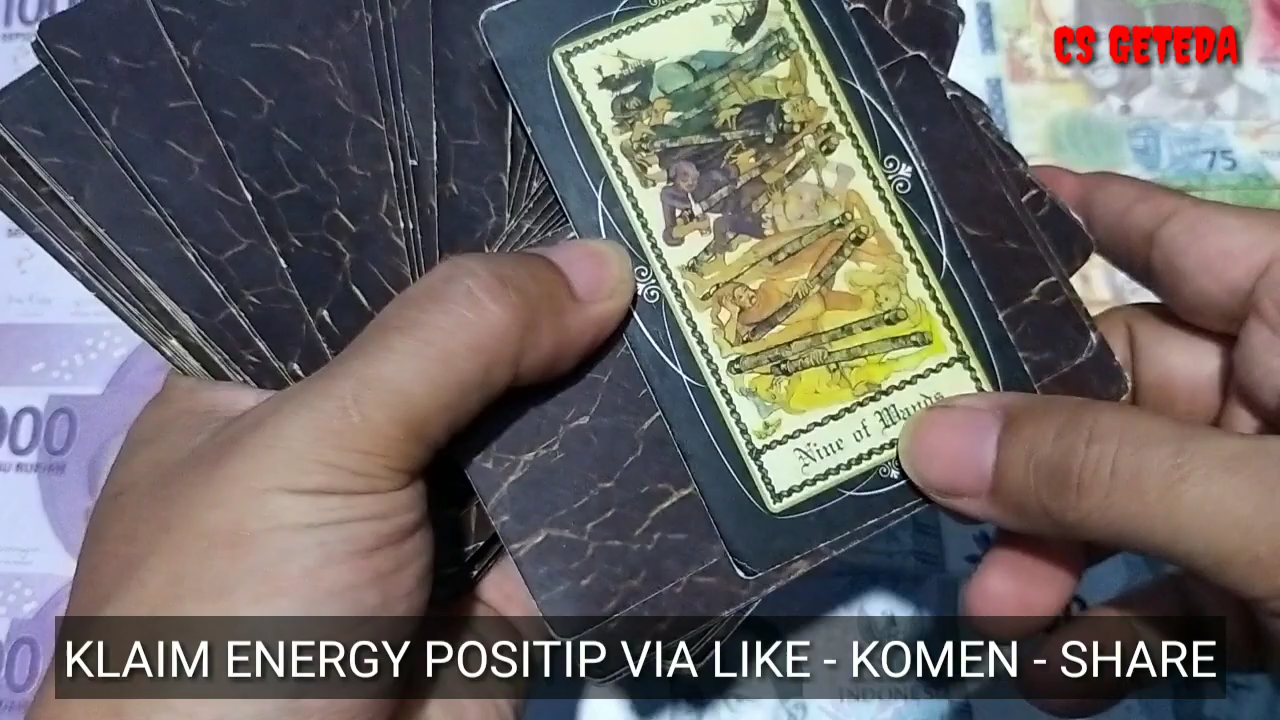 CS GETEDA
75
000
Nine of Wands
KLAIM ENERGY POSITIP VIA LIKE - KOMEN - SHARE